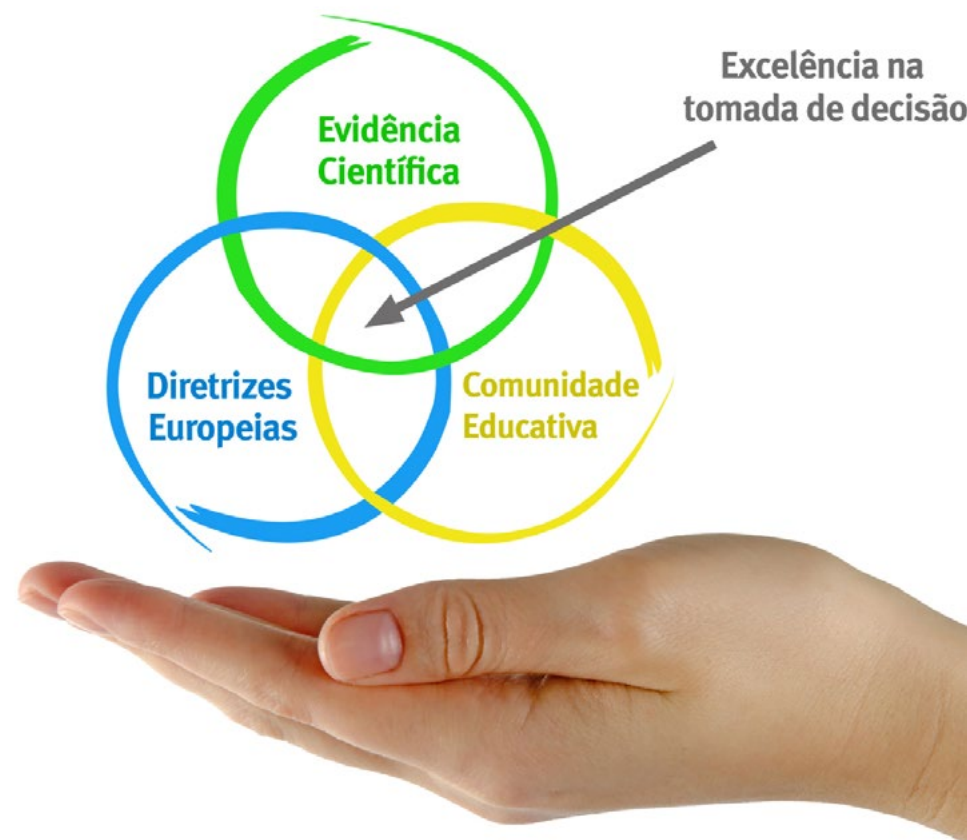 Excelência na
tomada de decisão
Evidência
Científica
Diretrizes
Europeias
Comunidade
Educativa